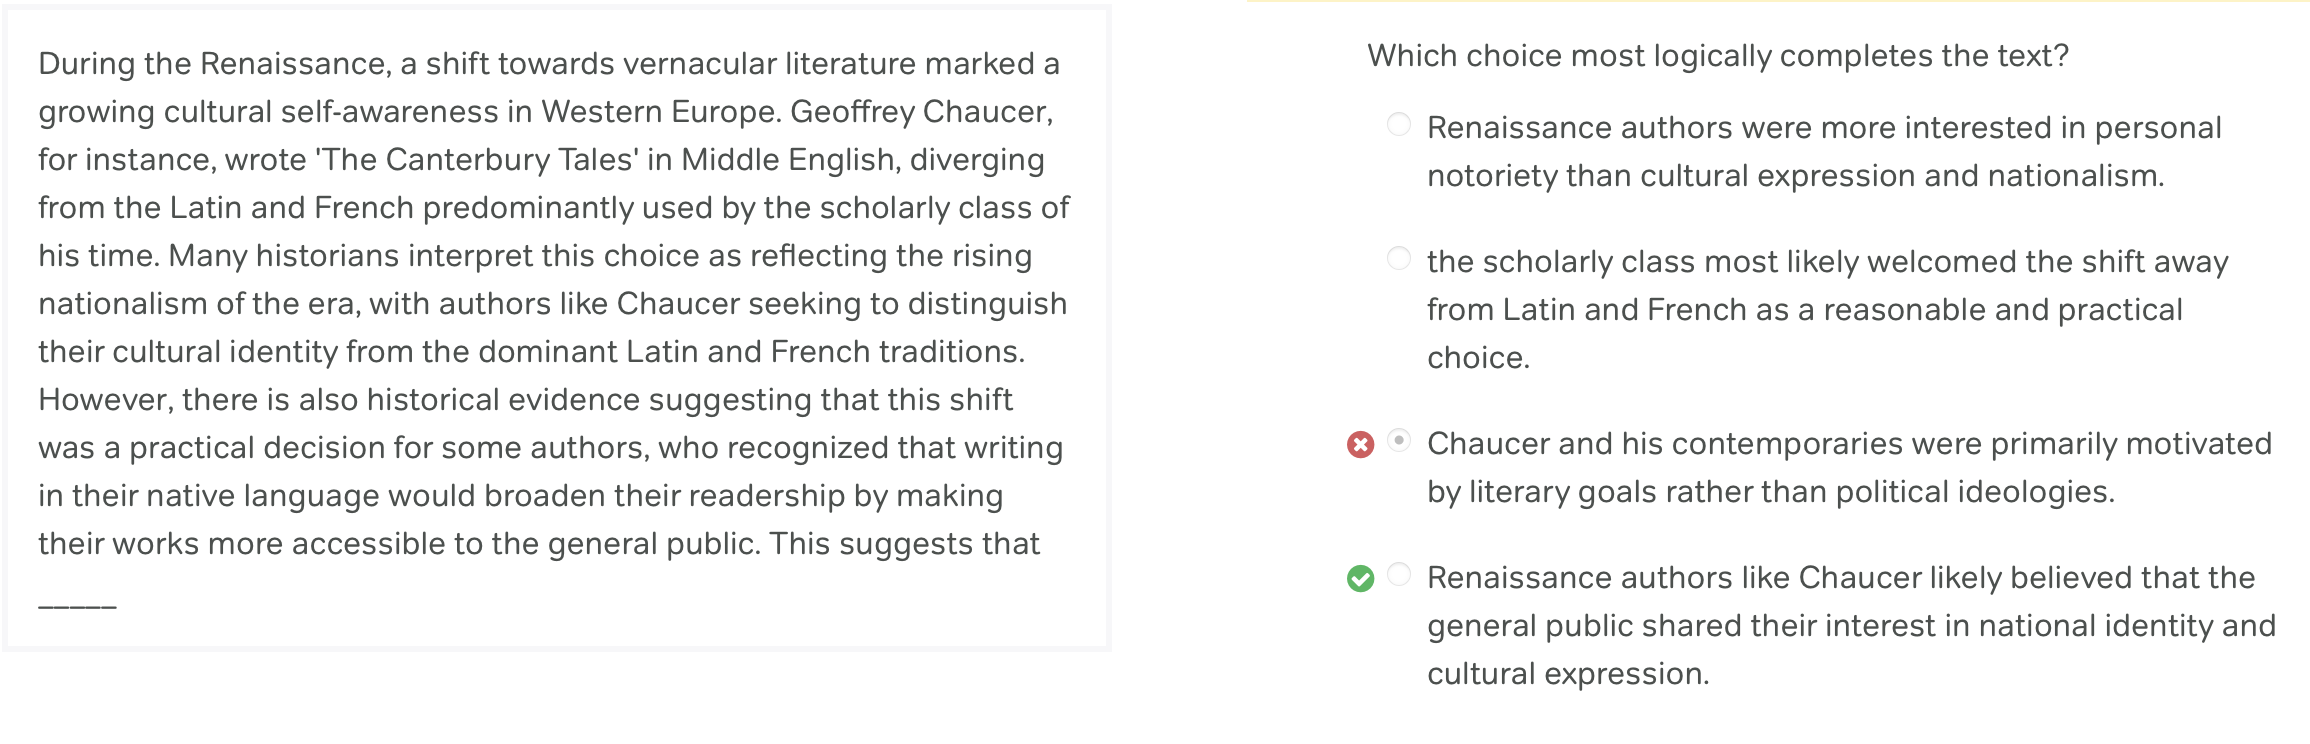 During the Renaissance, a shift towards vernacular literature marked a
growing cultural self-awareness in Western Europe. Geoffrey Chaucer,
for instance, wrote 'The Canterbury Tales' in Middle English, diverging
from the Latin and French predominantly used by the scholarly class of
his time. Many historians interpret this choice as reflecting the rising
nationalism of the era, with authors like Chaucer seeking to distinguish
their cultural identity from the dominant Latin and French traditions.
However, there is also historical evidence suggesting that this shift
was a practical decision for some authors, who recognized that writing
in their native language would broaden their readership by making
their works more accessible to the general public. This suggests that
_____
Which choice most logically completes the text?
Renaissance authors were more interested in personal
notoriety than cultural expression and nationalism.
the scholarly class most likely welcomed the shift away
from Latin and French as a reasonable and practical
choice.
Chaucer and his contemporaries were primarily motivated
by literary goals rather than political ideologies.
Renaissance authors like Chaucer likely believed that the
general public shared their interest in national identity and
cultural expression.